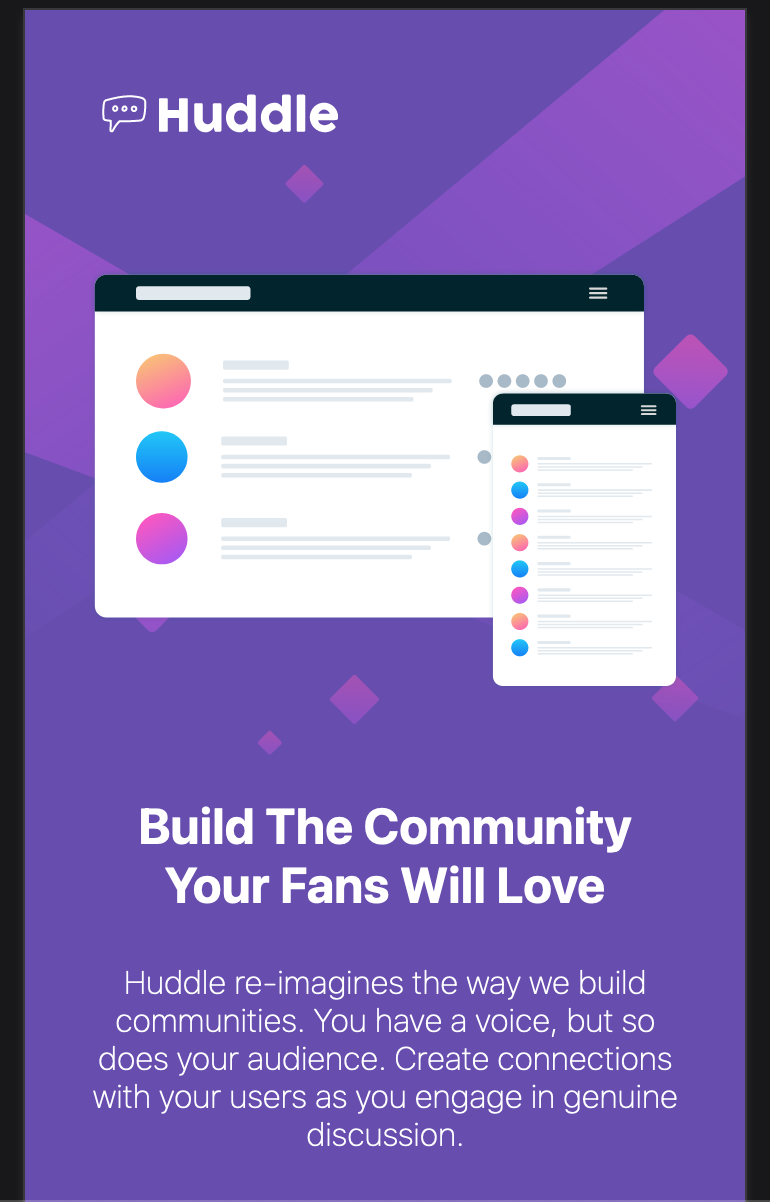 Huddle
Build The Community
Your Fans Will Love
Huddle re-imagines the way we build
communities. You have a voice, but so
does your audience. Create connections
with your users as you engage in genuine
discussion.